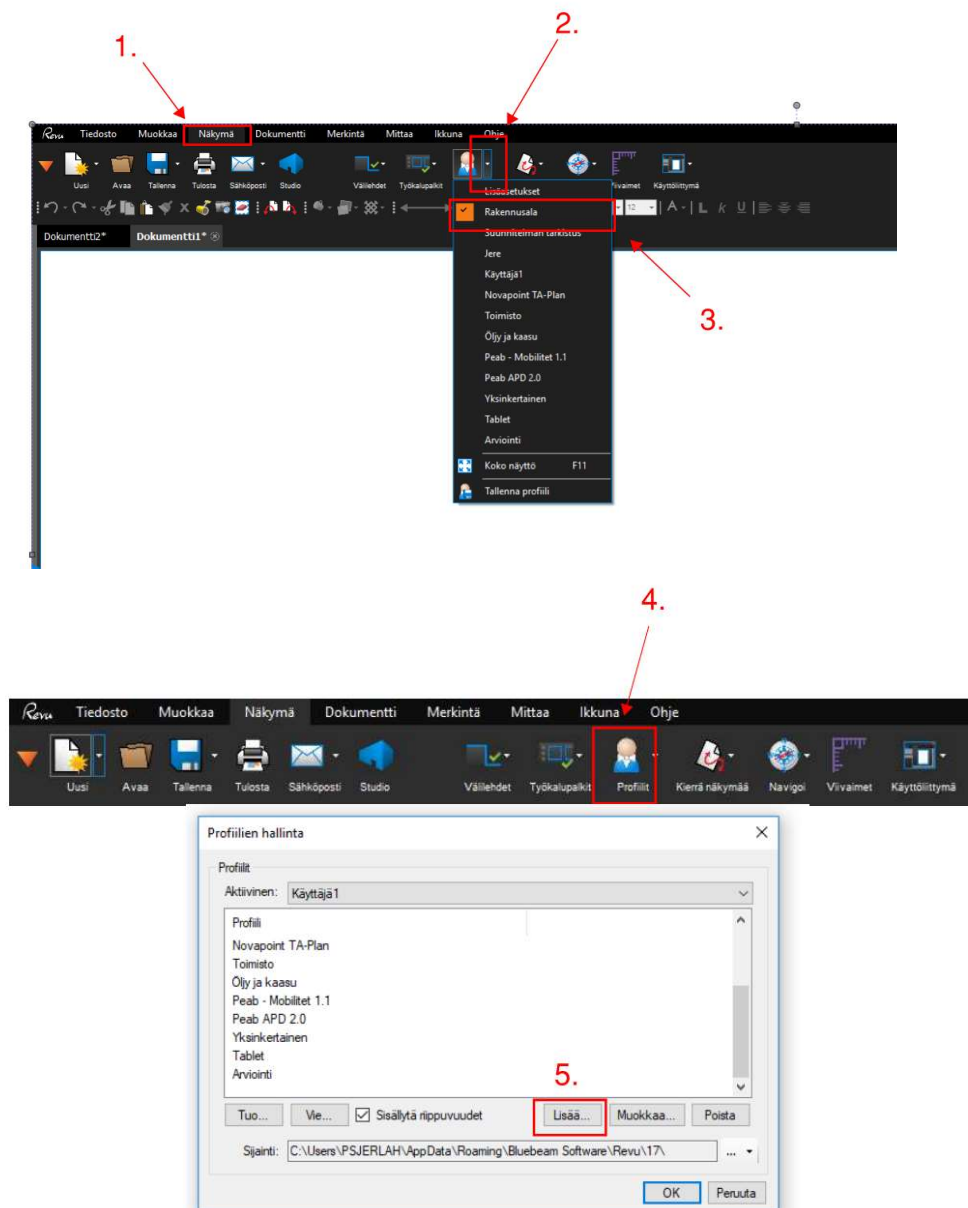 1.
2.
Revu Tiedosto Muokkaa Näkymä Dokumentti Merkintä Mittaa Ikkuna Ohje
Uusi Avaa Tallenna Tulosta Sähköposti Studio Välilehdet Työkalupalkit Viivaimet Käyttöliittymä
12 A L K U
Dokumentti2* Dokumentti1*
Lisäasetukset
Rakennusala
Suunnitelman tarkistus
Jere
Käyttäjä1
Novapoint TA-Plan
Toimisto
Öljy ja kaasu
Peab - Mobilitet 1.1
Peab APD 2.0
Yksinkertainen
Tablet
Arviointi
Koko näyttö F11
Tallenna profiili
3.
4.
Revu Tiedosto Muokkaa Näkymä Dokumentti Merkintä Mittaa Ikkuna Ohje
Uusi Avaa Tallenna Tulosta Sähköposti Studio Välilehdet Työkalupalkit Profiilit Kierrä näkymää Navigoi Viivaimet Käyttöliittymä
Profiilien hallinta
Profiilit
Aktiivinen: Käyttäjä1
Profiili
Novapoint TA-Plan
Toimisto
Öljy ja kaasu
Peab - Mobilitet 1.1
Peab APD 2.0
Yksinkertainen
Tablet
Arviointi
5.
Tuo... Vie... Sisällytä riippuvuudet Lisää... Muokkaa... Poista
Sijainti: C:\Users\PSJERLAH\AppData\Roaming\Bluebeam Software\Revu\17\ ...
OK Peruuta